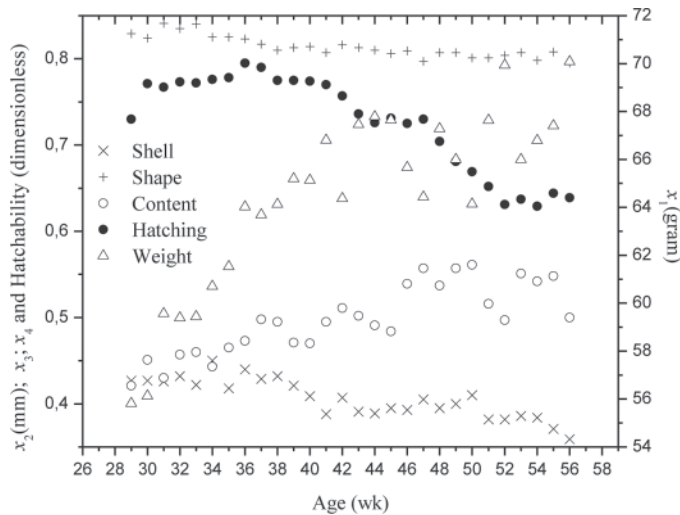 x₂(mm); x₃; x₄ and Hatchability (dimensionless)
0,8
0,7
0,6
0,5
0,4
Shell
Shape
Content
Hatching
Weight
72
70
68
66
64
62
60
58
56
54
x₁(gram)
26 28 30 32 34 36 38 40 42 44 46 48 50 52 54 56 58
Age (wk)